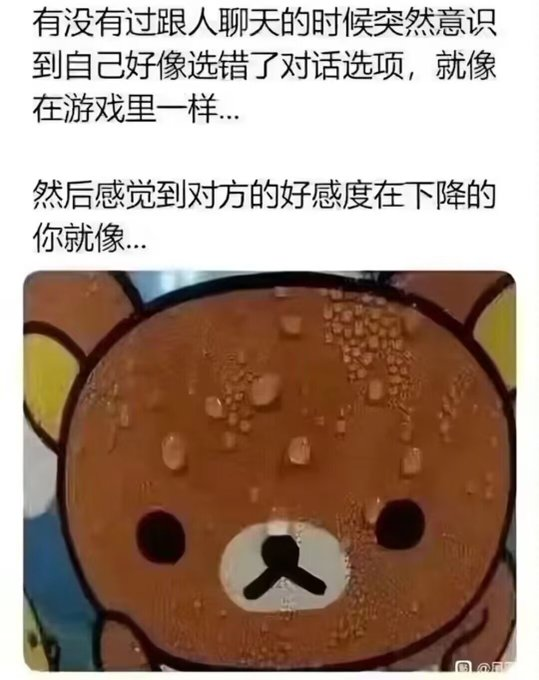 有没有过跟人聊天的时候突然意识
到自己好像选错了对话选项，就像
在游戏里一样...
然后感觉到对方的好感度在下降的
你就像...